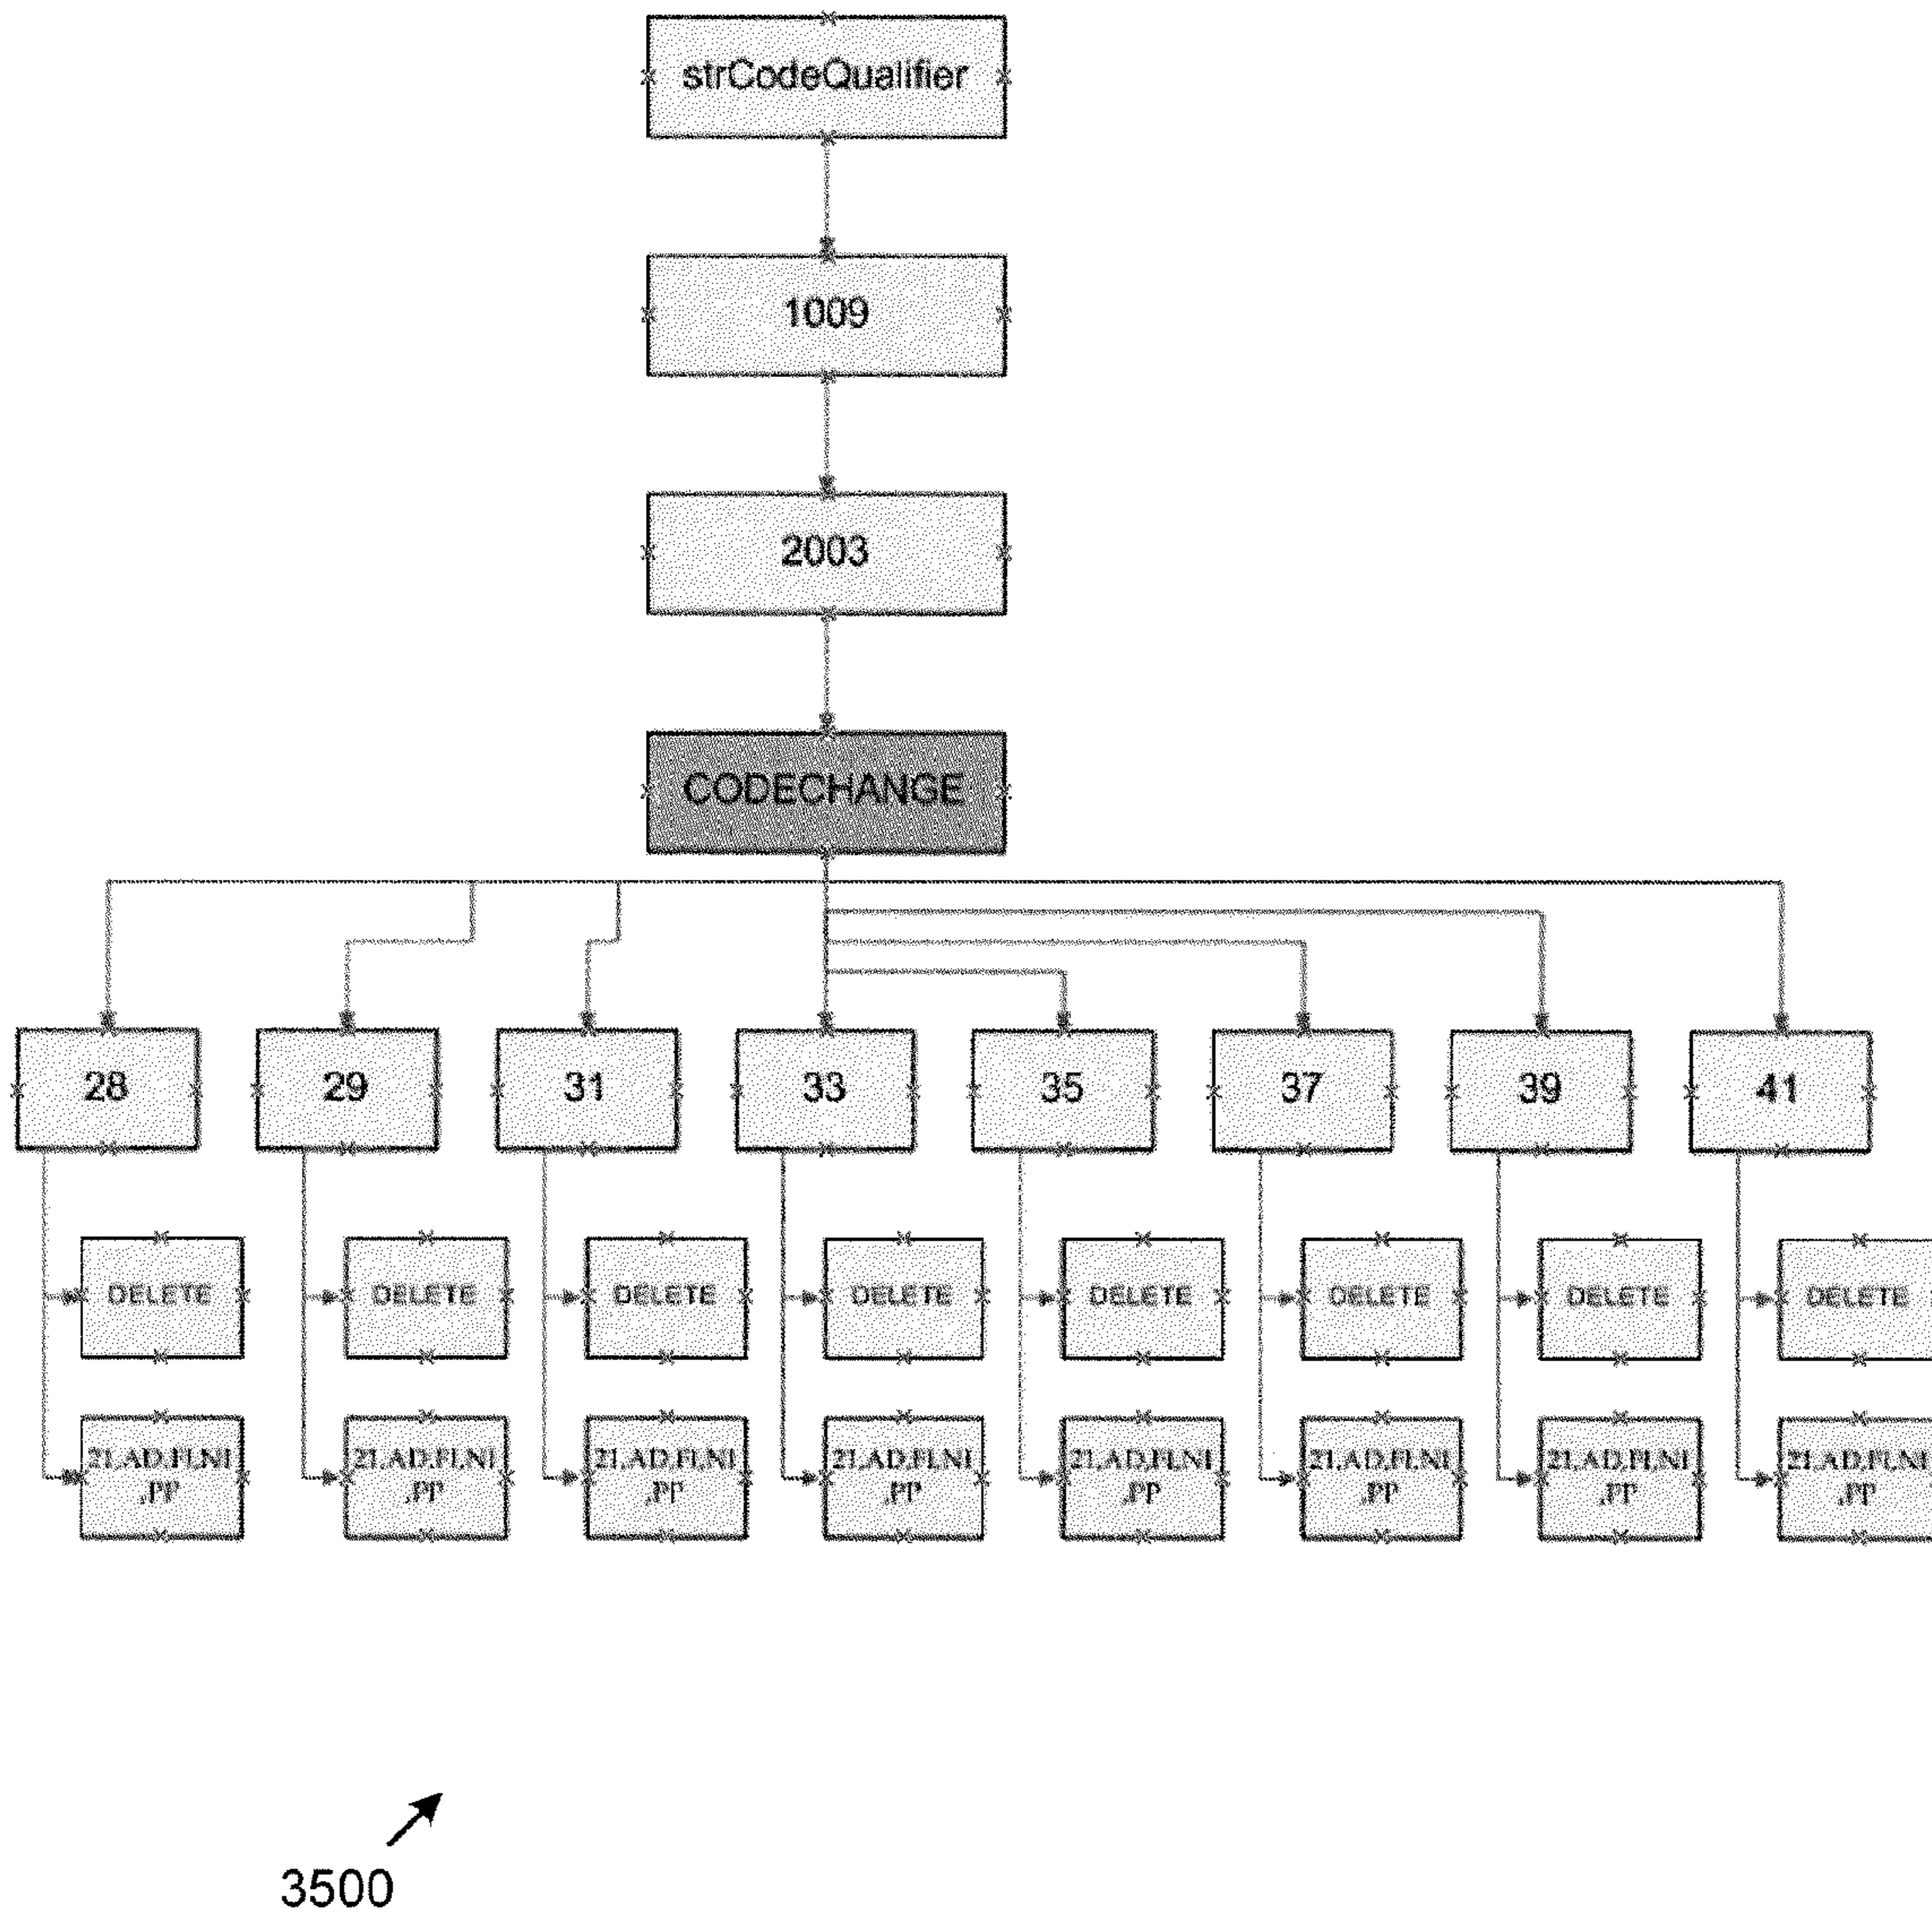 strCodeQualifier
1009
2003
CODECHANGE
28 29 31 33 35 37 39 41
DELETE DELETE DELETE DELETE DELETE DELETE DELETE DELETE
21,AD,FI,NI 21,AD,FI,NI 21,AD,FI,NI 21,AD,FI,NI 21,AD,FI,NI 21,AD,FI,NI 21,AD,FI,NI 21,AD,FI,NI
,PP ,PP ,PP ,PP ,PP ,PP ,PP ,PP
3500